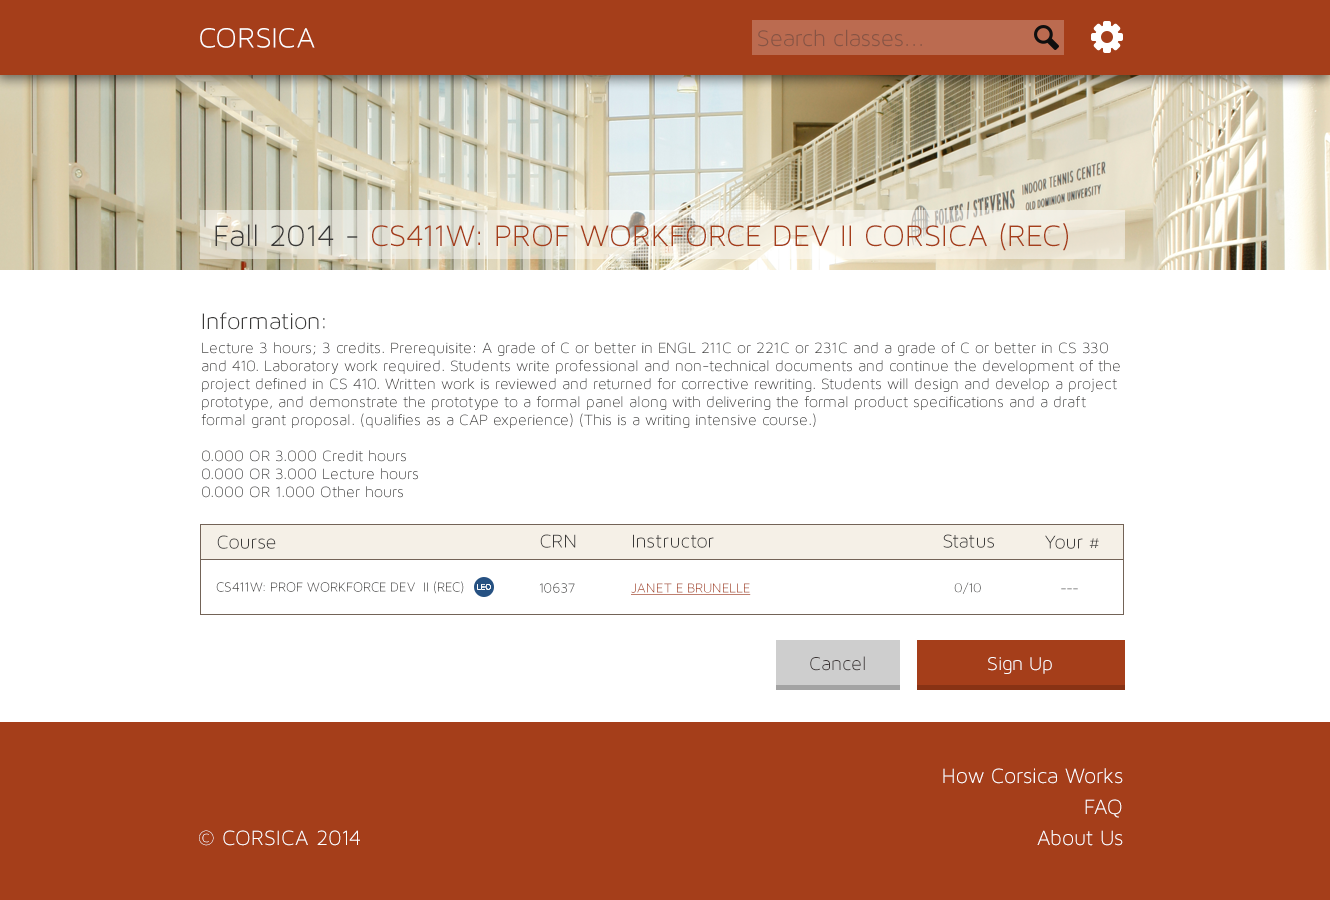 CORSICA
Search classes...
FOLKES / STEVENS
INDOOR TENNIS CENTER
OLD DOMINION UNIVERSITY
Fall 2014 - CS411W: PROF WORKFORCE DEV II CORSICA (REC)
Information:
Lecture 3 hours; 3 credits. Prerequisite: A grade of C or better in ENGL 211C or 221C or 231C and a grade of C or better in CS 330
and 410. Laboratory work required. Students write professional and non-technical documents and continue the development of the
project defined in CS 410. Written work is reviewed and returned for corrective rewriting. Students will design and develop a project
prototype, and demonstrate the prototype to a formal panel along with delivering the formal product specifications and a draft
formal grant proposal. (qualifies as a CAP experience) (This is a writing intensive course.)
0.000 OR 3.000 Credit hours
0.000 OR 3.000 Lecture hours
0.000 OR 1.000 Other hours
Course CRN Instructor Status Your #
CS411W: PROF WORKFORCE DEV II (REC) LEO 10637 JANET E BRUNELLE 0/10 ---
Cancel Sign Up
How Corsica Works
FAQ
© CORSICA 2014 About Us